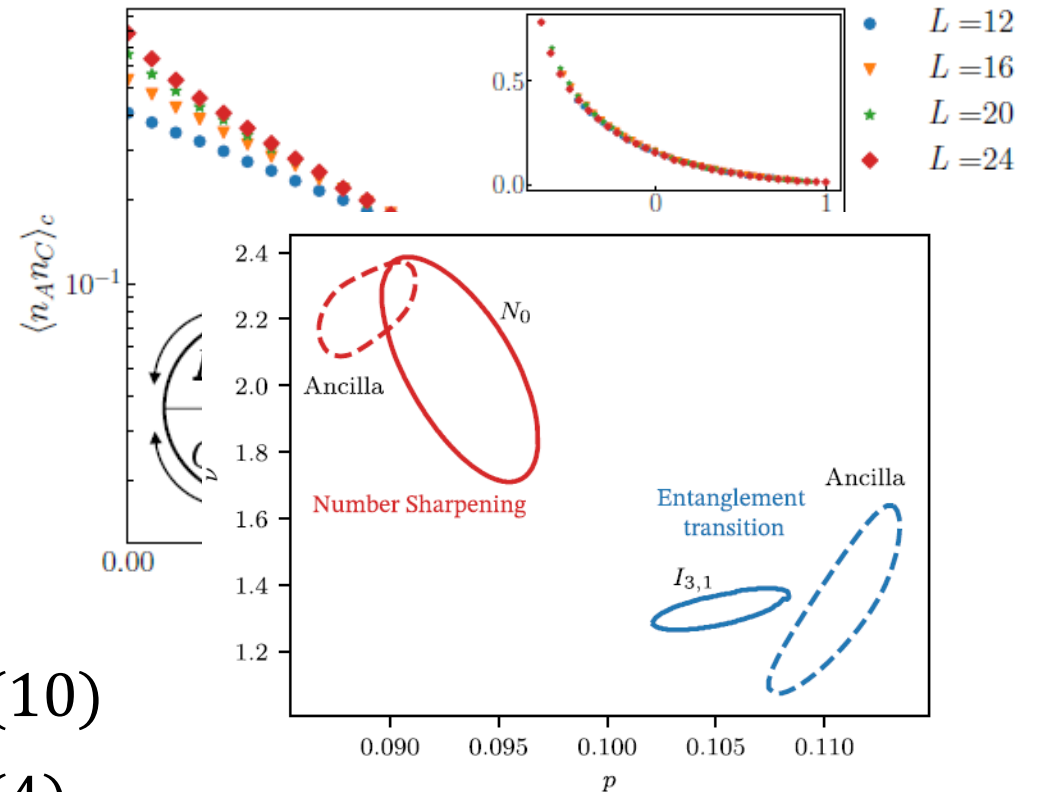 L =12
L =16
L =20
L =24
0.5
0.0
0
1
⟨n_A n_C⟩_c
10^{-1}
0.00
2.4
2.2
2.0
1.8
1.6
1.4
1.2
ν
N_0
Ancilla
Number Sharpening
Ancilla
Entanglement
transition
I_{3,1}
0.090 0.095 0.100 0.105 0.110
p
(10)
(4)